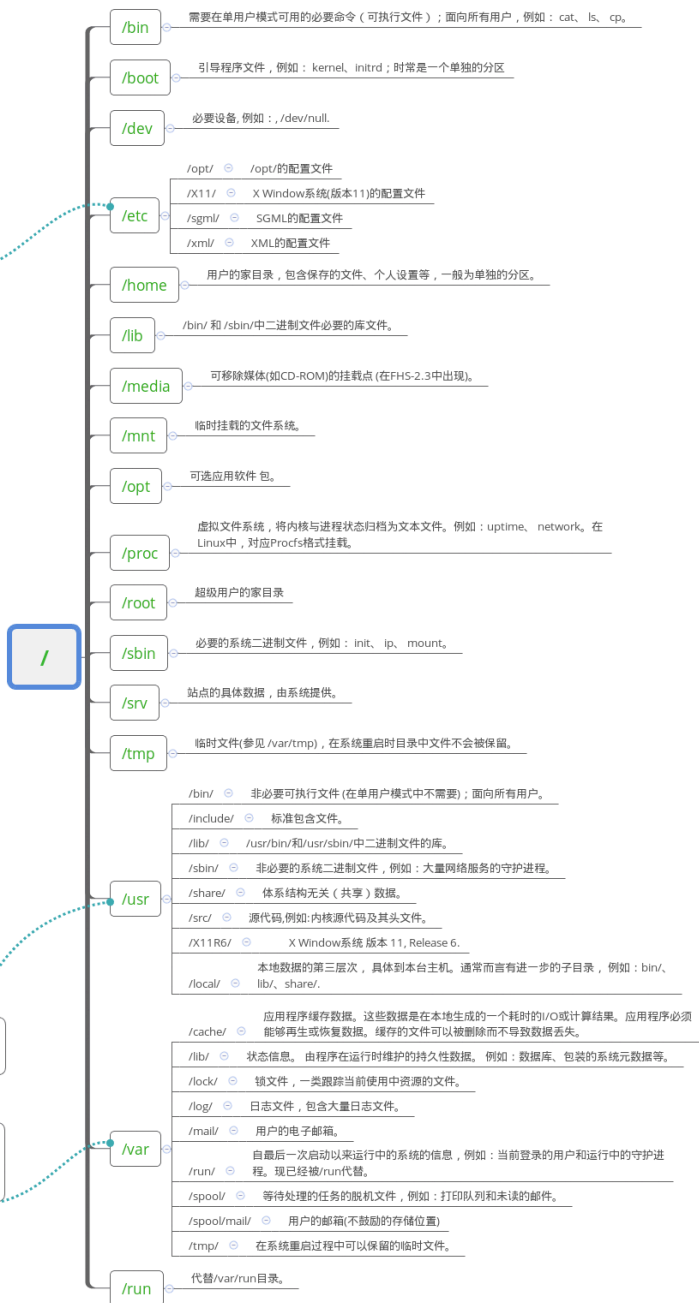 /
/bin
需要在单用户模式可用的必要命令（可执行文件）；面向所有用户，例如： cat、 ls、 cp。
/boot
引导程序文件，例如： kernel、initrd；时常是一个单独的分区
/dev
必要设备, 例如：, /dev/null.
/etc
/opt/ /opt/的配置文件
/X11/ X Window系统(版本11)的配置文件
/sgml/ SGML的配置文件
/xml/ XML的配置文件
/home
用户的家目录，包含保存的文件、个人设置等，一般为单独的分区。
/lib
/bin/ 和 /sbin/中二进制文件必要的库文件。
/media
可移除媒体(如CD-ROM)的挂载点 (在FHS-2.3中出现)。
/mnt
临时挂载的文件系统。
/opt
可选应用软件 包。
/proc
虚拟文件系统，将内核与进程状态归档为文本文件。例如：uptime、 network。在
Linux中，对应Procfs格式挂载。
/root
超级用户的家目录
/sbin
必要的系统二进制文件，例如： init、 ip、 mount。
/srv
站点的具体数据，由系统提供。
/tmp
临时文件(参见 /var/tmp)，在系统重启时目录中文件不会被保留。
/usr
/bin/ 非必要可执行文件 (在单用户模式中不需要)；面向所有用户。
/include/ 标准包含文件。
/lib/ /usr/bin/和/usr/sbin/中二进制文件的库。
/sbin/ 非必要的系统二进制文件，例如：大量网络服务的守护进程。
/share/ 体系结构无关（共享）数据。
/src/ 源代码,例如:内核源代码及其头文件。
/X11R6/ X Window系统 版本 11, Release 6.
/local/ 本地数据的第三层次， 具体到本台主机。通常而言有进一步的子目录， 例如：bin/、
lib/、share/.
/var
/cache/ 应用程序缓存数据。这些数据是在本地生成的一个耗时的I/O或计算结果。应用程序必须
能够再生或恢复数据。缓存的文件可以被删除而不导致数据丢失。
/lib/ 状态信息。 由程序在运行时维护的持久性数据。 例如：数据库、包装的系统元数据等。
/lock/ 锁文件，一类跟踪当前使用中资源的文件。
/log/ 日志文件，包含大量日志文件。
/mail/ 用户的电子邮箱。
/run/ 自最后一次启动以来运行中的系统的信息，例如：当前登录的用户和运行中的守护进
程。现已经被/run代替。
/spool/ 等待处理的任务的脱机文件，例如：打印队列和未读的邮件。
/spool/mail/ 用户的邮箱(不鼓励的存储位置)
/tmp/ 在系统重启过程中可以保留的临时文件。
/run
代替/var/run目录。